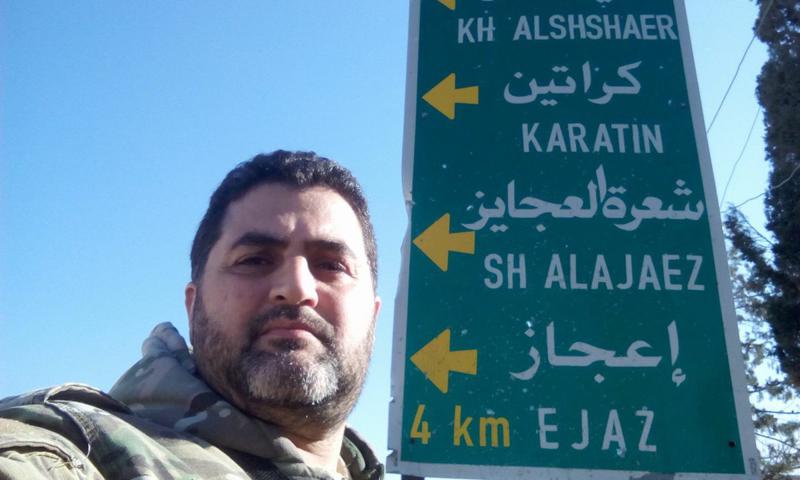 KH ALSHSHAER
كراتين
KARATIN
شعرة العجايز
SH ALAJAEZ
إعجاز
4 km EJAZ